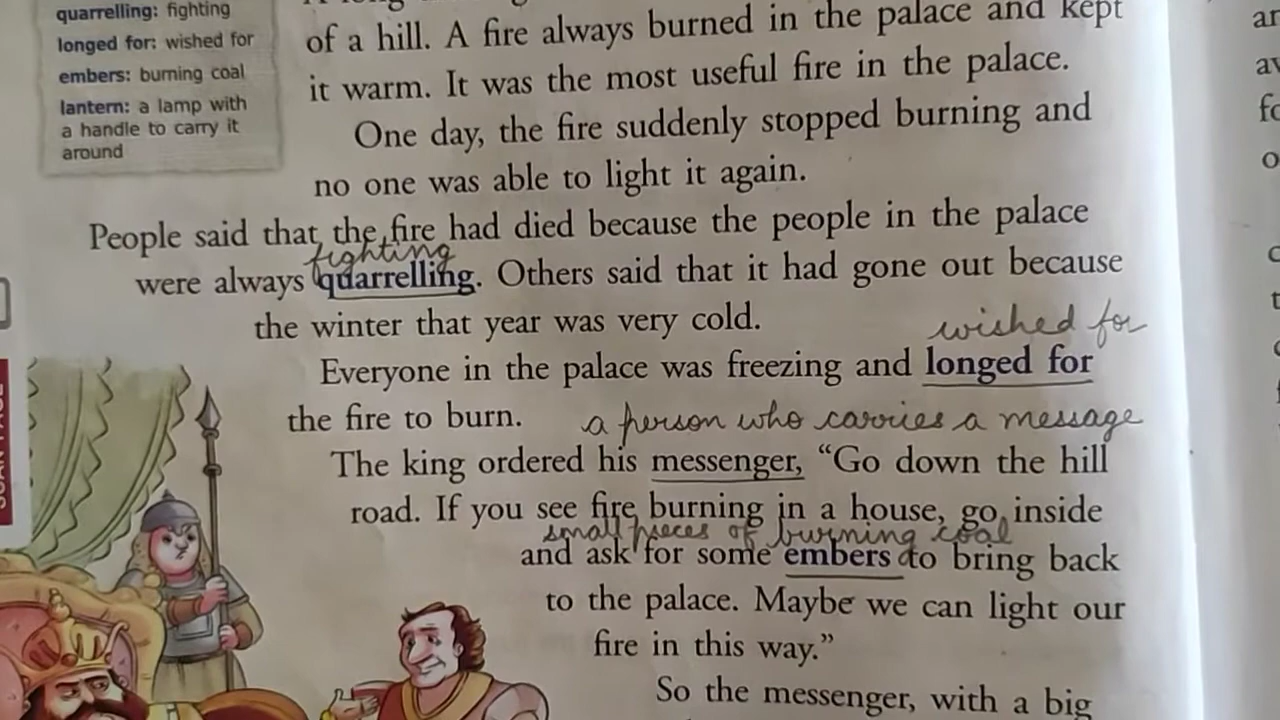 quarrelling: fighting
longed for: wished for
embers: burning coal
lantern: a lamp with
a handle to carry it
around
of a hill. A fire always burned in the palace and kept
it warm. It was the most useful fire in the palace.
One day, the fire suddenly stopped burning and
no one was able to light it again.
People said that the fire had died because the people in the palace
fighting
were always quarrelling. Others said that it had gone out because
the winter that year was very cold.
wished for
Everyone in the palace was freezing and longed for
the fire to burn.
a person who carries a message
The king ordered his messenger, “Go down the hill
road. If you see fire burning in a house, go inside
small pieces of burning coal
and ask for some embers to bring back
to the palace. Maybe we can light our
fire in this way.”
So the messenger, with a big